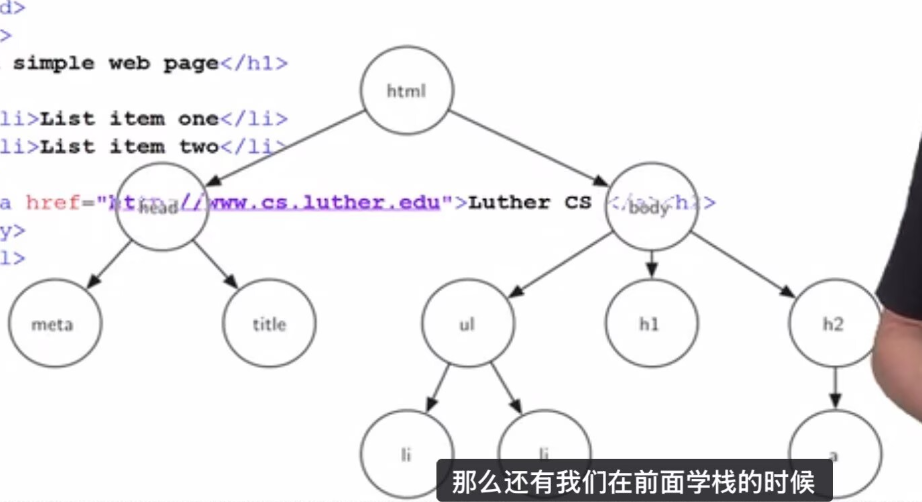 d>
>
simple web page</h1>
html
li>List item one</li>
li>List item two</li>
a href="http://www.cs.luther.edu">Luther CS </a><h2>
head
body
y>
l>
meta
title
ul
h1
h2
li
li
a
那么还有我们在前面学栈的时候